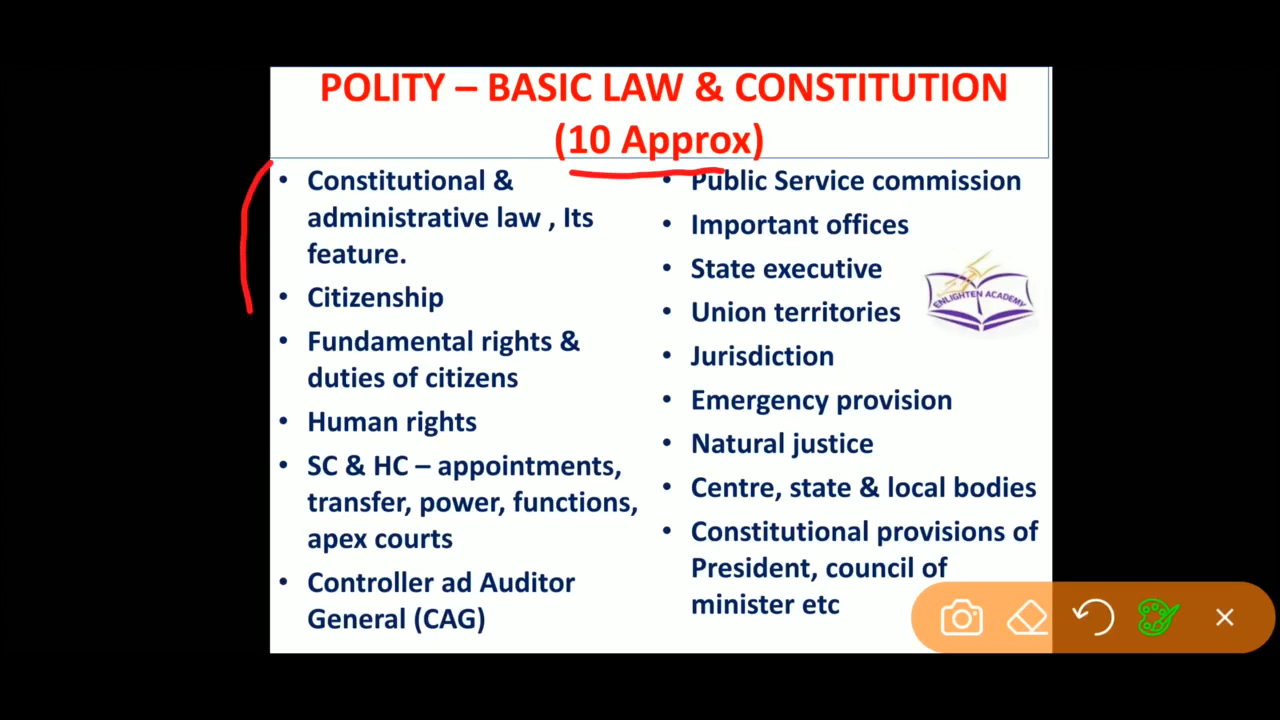 POLITY – BASIC LAW & CONSTITUTION
(10 Approx)
• Constitutional &
administrative law , Its
feature.
• Citizenship
• Fundamental rights &
duties of citizens
• Human rights
• SC & HC – appointments,
transfer, power, functions,
apex courts
• Controller ad Auditor
General (CAG)
• Public Service commission
• Important offices
• State executive
• Union territories
• Jurisdiction
• Emergency provision
• Natural justice
• Centre, state & local bodies
• Constitutional provisions of
President, council of
minister etc
ENLIGHTEN ACADEMY